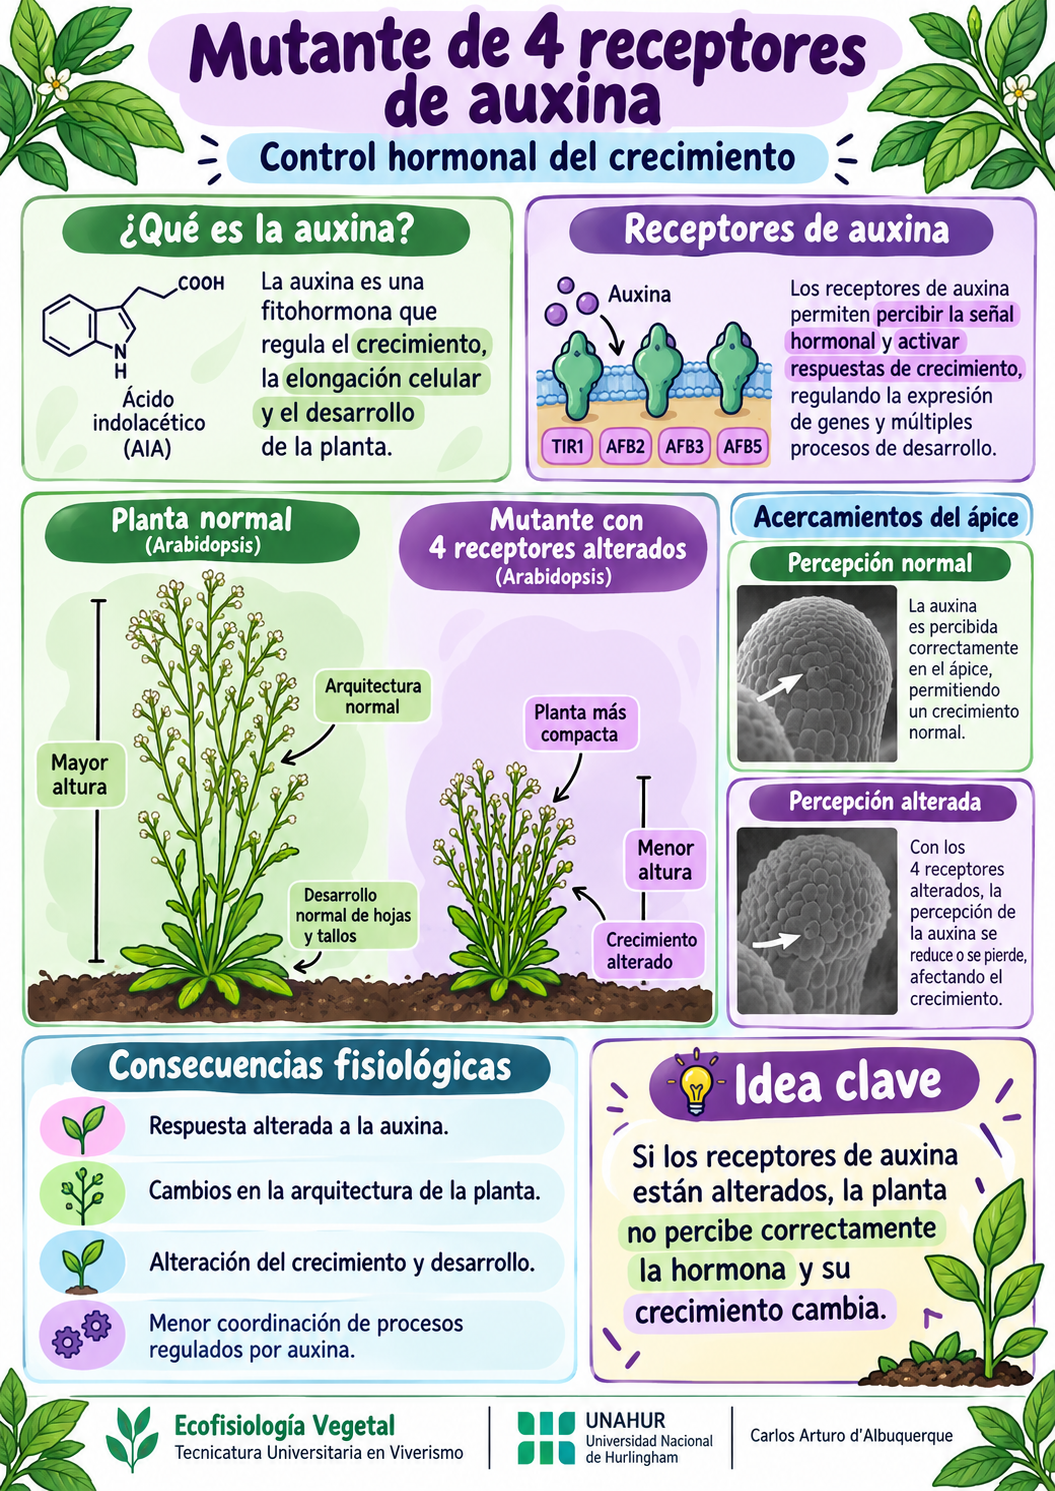 Mutante de 4 receptores
de auxina
Control hormonal del crecimiento
¿Qué es la auxina?
COOH
N
H
Ácido
indolacético
(AIA)
La auxina es una
fitohormona que
regula el crecimiento,
la elongación celular
y el desarrollo
de la planta.
Receptores de auxina
Auxina
TIR1
AFB2
AFB3
AFB5
Los receptores de auxina
permiten percibir la señal
hormonal y activar
respuestas de crecimiento,
regulando la expresión
de genes y múltiples
procesos de desarrollo.
Planta normal
(Arabidopsis)
Mayor
altura
Arquitectura
normal
Desarrollo
normal de hojas
y tallos
Mutante con
4 receptores alterados
(Arabidopsis)
Planta más
compacta
Menor
altura
Crecimiento
alterado
Acercamientos del ápice
Percepción normal
La auxina
es percibida
correctamente
en el ápice,
permitiendo
un crecimiento
normal.
Percepción alterada
Con los
4 receptores
alterados, la
percepción de
la auxina se
reduce o se pierde,
afectando el
crecimiento.
Consecuencias fisiológicas
Respuesta alterada a la auxina.
Cambios en la arquitectura de la planta.
Alteración del crecimiento y desarrollo.
Menor coordinación de procesos
regulados por auxina.
Idea clave
Si los receptores de auxina
están alterados, la planta
no percibe correctamente
la hormona y su
crecimiento cambia.
Ecofisiología Vegetal
Tecnicatura Universitaria en Viverismo
UNAHUR
Universidad Nacional
de Hurlingham
Carlos Arturo d'Albuquerque